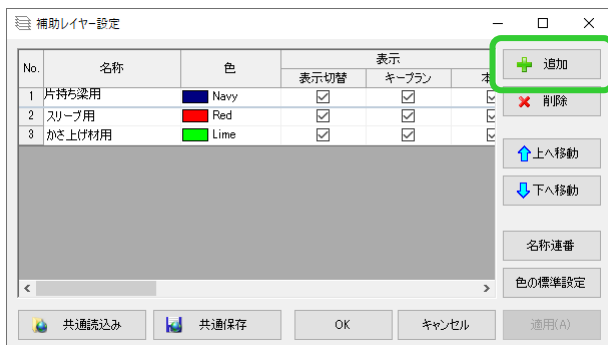 補助レイヤー設定
No. 名称 色 表示
表示切替 キープラン 本
1 片持ち梁用 Navy
2 スリーブ用 Red
3 かさ上げ材用 Lime
追加
削除
上へ移動
下へ移動
名称連番
色の標準設定
共通読込み 共通保存 OK キャンセル 適用(A)